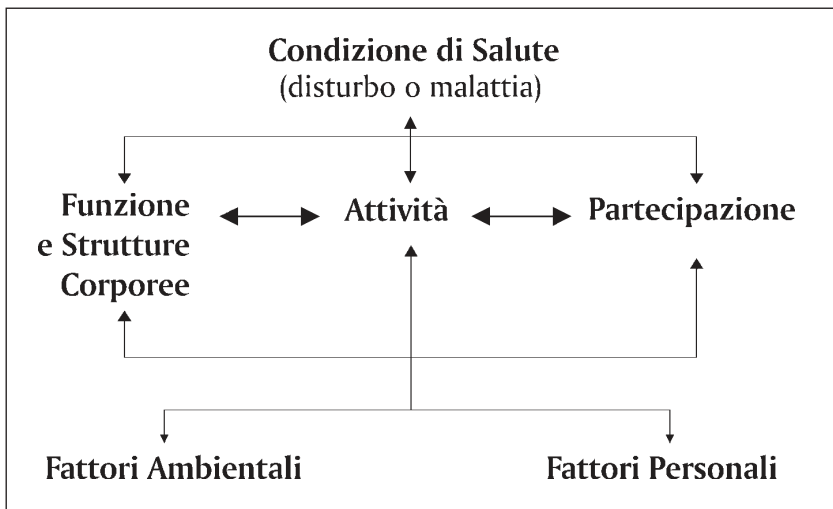 Condizione di Salute
(disturbo o malattia)
Funzione
e Strutture
Corporee
Attività
Partecipazione
Fattori Ambientali
Fattori Personali